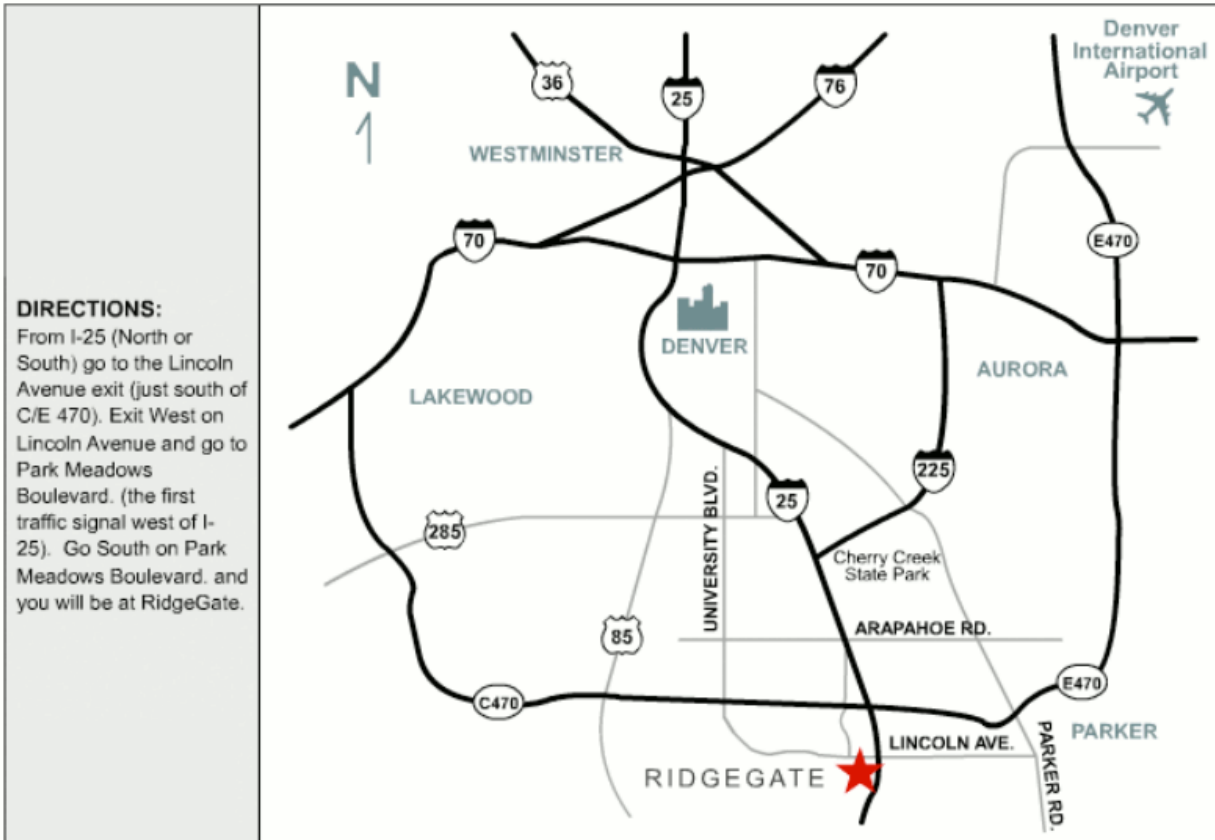 DIRECTIONS:
From I-25 (North or
South) go to the Lincoln
Avenue exit (just south of
C/E 470). Exit West on
Lincoln Avenue and go to
Park Meadows
Boulevard. (the first
traffic signal west of I-
25).  Go South on Park
Meadows Boulevard. and
you will be at RidgeGate.
N
36
25
76
Denver
International
Airport
WESTMINSTER
70
E470
70
DENVER
LAKEWOOD
AURORA
225
25
285
UNIVERSITY BLVD.
Cherry Creek
State Park
85
ARAPAHOE RD.
C470
E470
PARKER
LINCOLN AVE.
PARKER RD.
RIDGEGATE